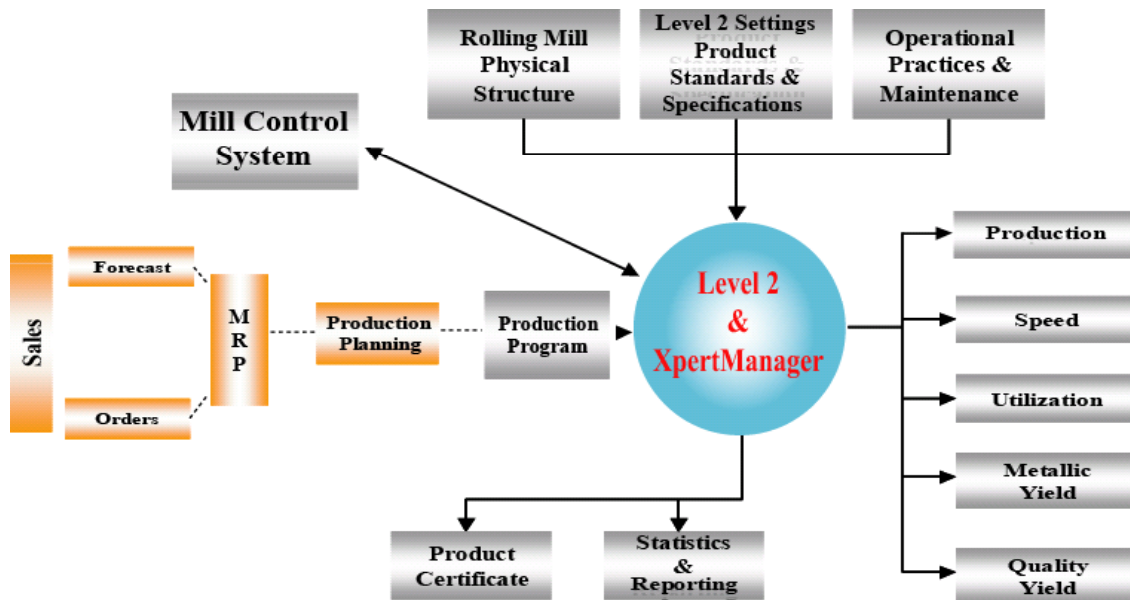 Rolling Mill
Physical
Structure
Level 2 Settings
Product
Standards &
Specifications
Operational
Practices &
Maintenance
Mill Control
System
Sales
Forecast
Orders
M
R
P
Production
Planning
Production
Program
Level 2
&
XpertManager
Production
Speed
Utilization
Metallic
Yield
Quality
Yield
Product
Certificate
Statistics
&
Reporting